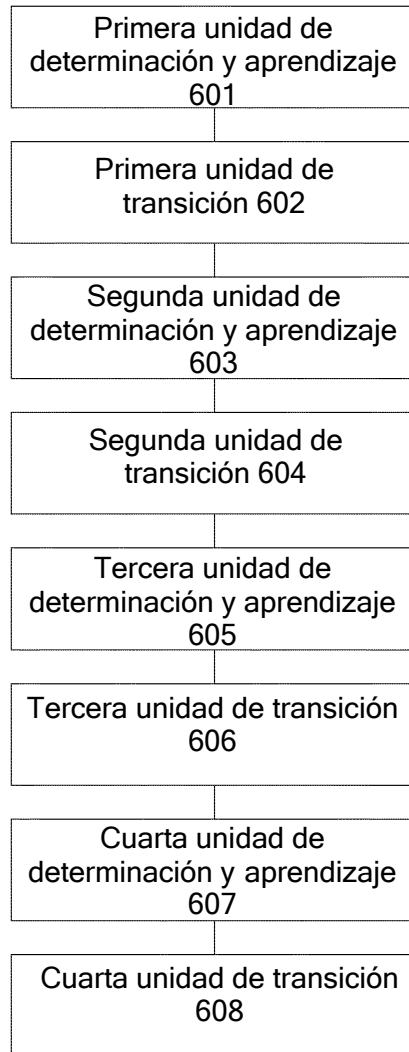 Primera unidad de
determinación y aprendizaje
601
Primera unidad de
transición 602
Segunda unidad de
determinación y aprendizaje
603
Segunda unidad de
transición 604
Tercera unidad de
determinación y aprendizaje
605
Tercera unidad de transición
606
Cuarta unidad de
determinación y aprendizaje
607
Cuarta unidad de transición
608